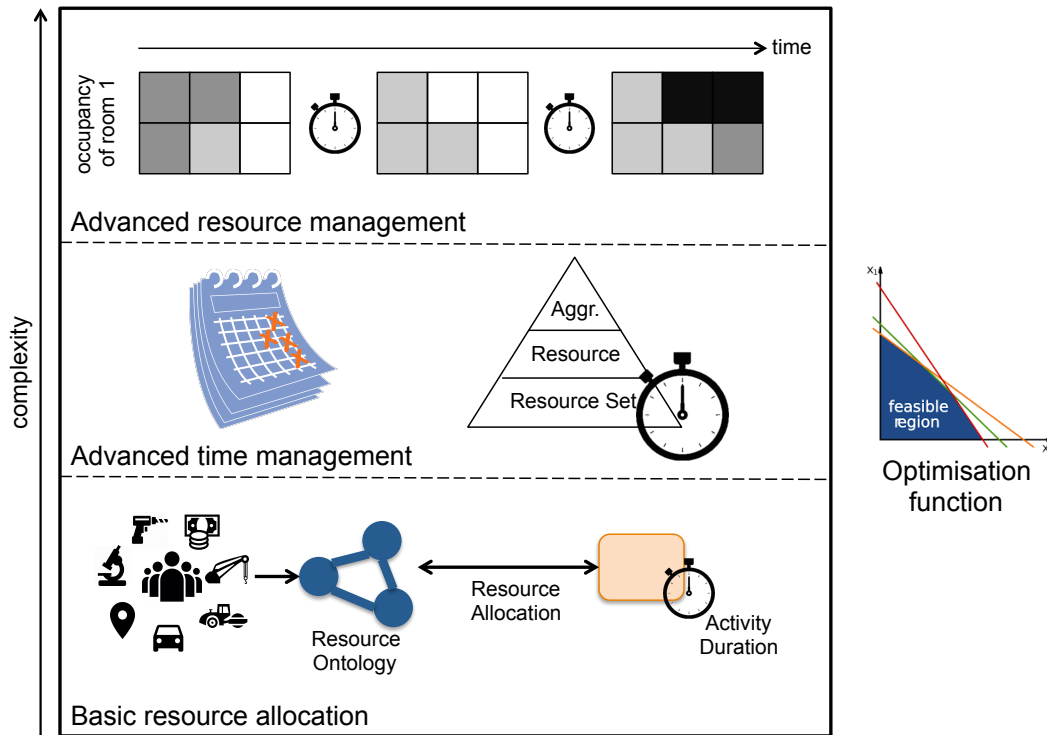 time
occupancy
of room 1
Advanced resource management
complexity
Aggr.
Resource
Resource Set
Advanced time management
x₁
feasible
region
x
Optimisation
function
Resource
Ontology
Resource
Allocation
Activity
Duration
Basic resource allocation